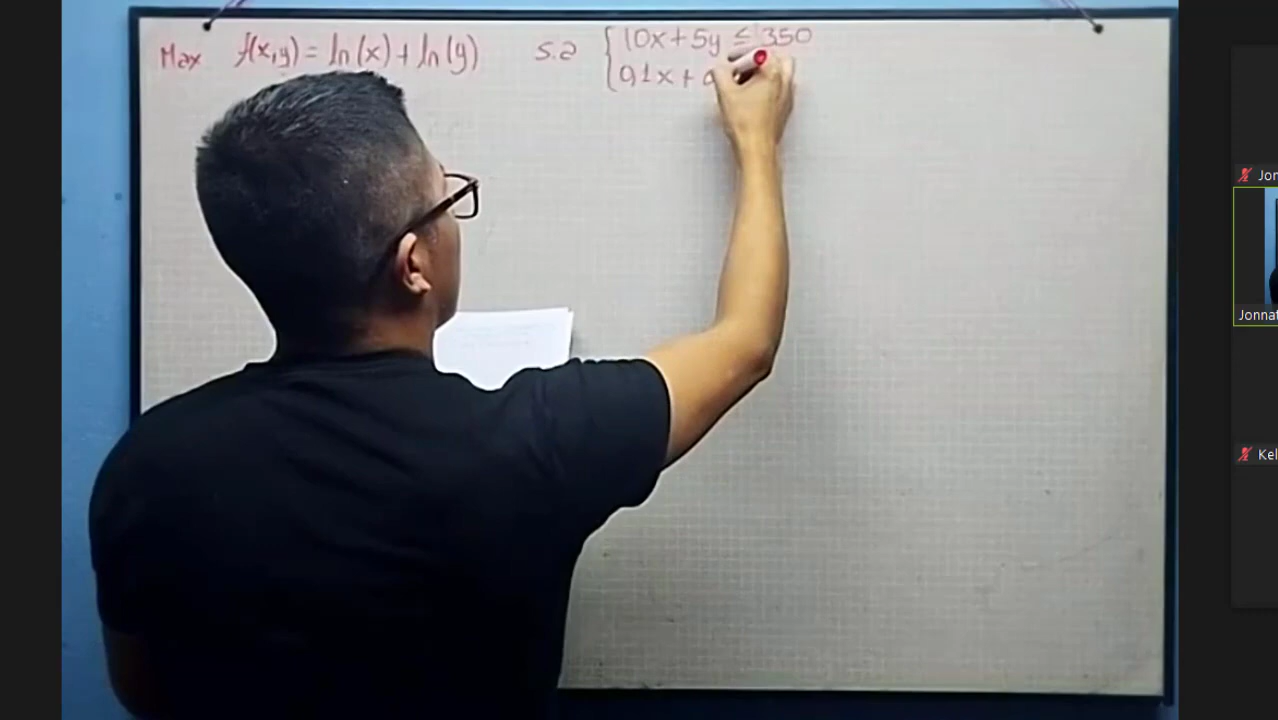 Max f(x,y) = ln(x) + ln(y) s.a { 10x + 5y ≤ 350
0,1x +
Jon
Jonnat
Kel